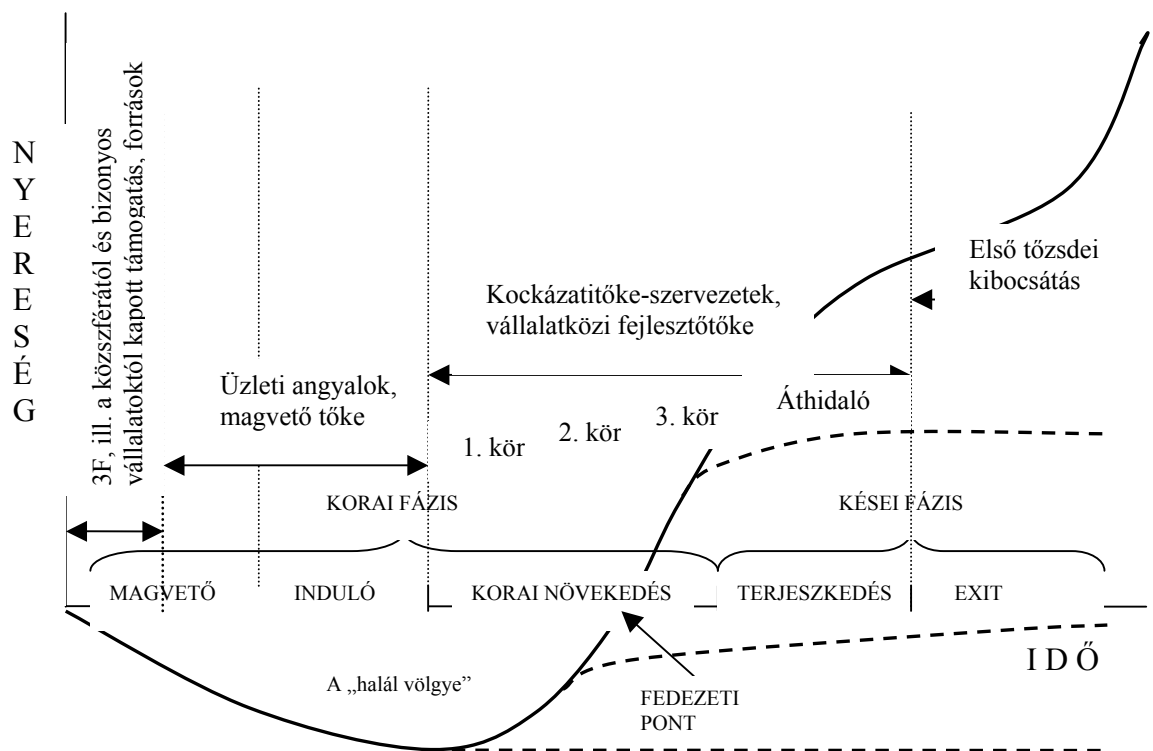 NYERESÉG
3F, ill. a közszférától és bizonyos
vállalatoktól kapott támogatás, források
Üzleti angyalok,
magvető tőke
Kockázatitőke-szervezetek,
vállalatközi fejlesztőtőke
Első tőzsdei
kibocsátás
1. kör
2. kör
3. kör
Áthidaló
KORAI FÁZIS
KÉSEI FÁZIS
MAGVETŐ
INDULÓ
KORAI NÖVEKEDÉS
TERJESZKEDÉS
EXIT
IDŐ
A „halál völgye”
FEDEZETI
PONT